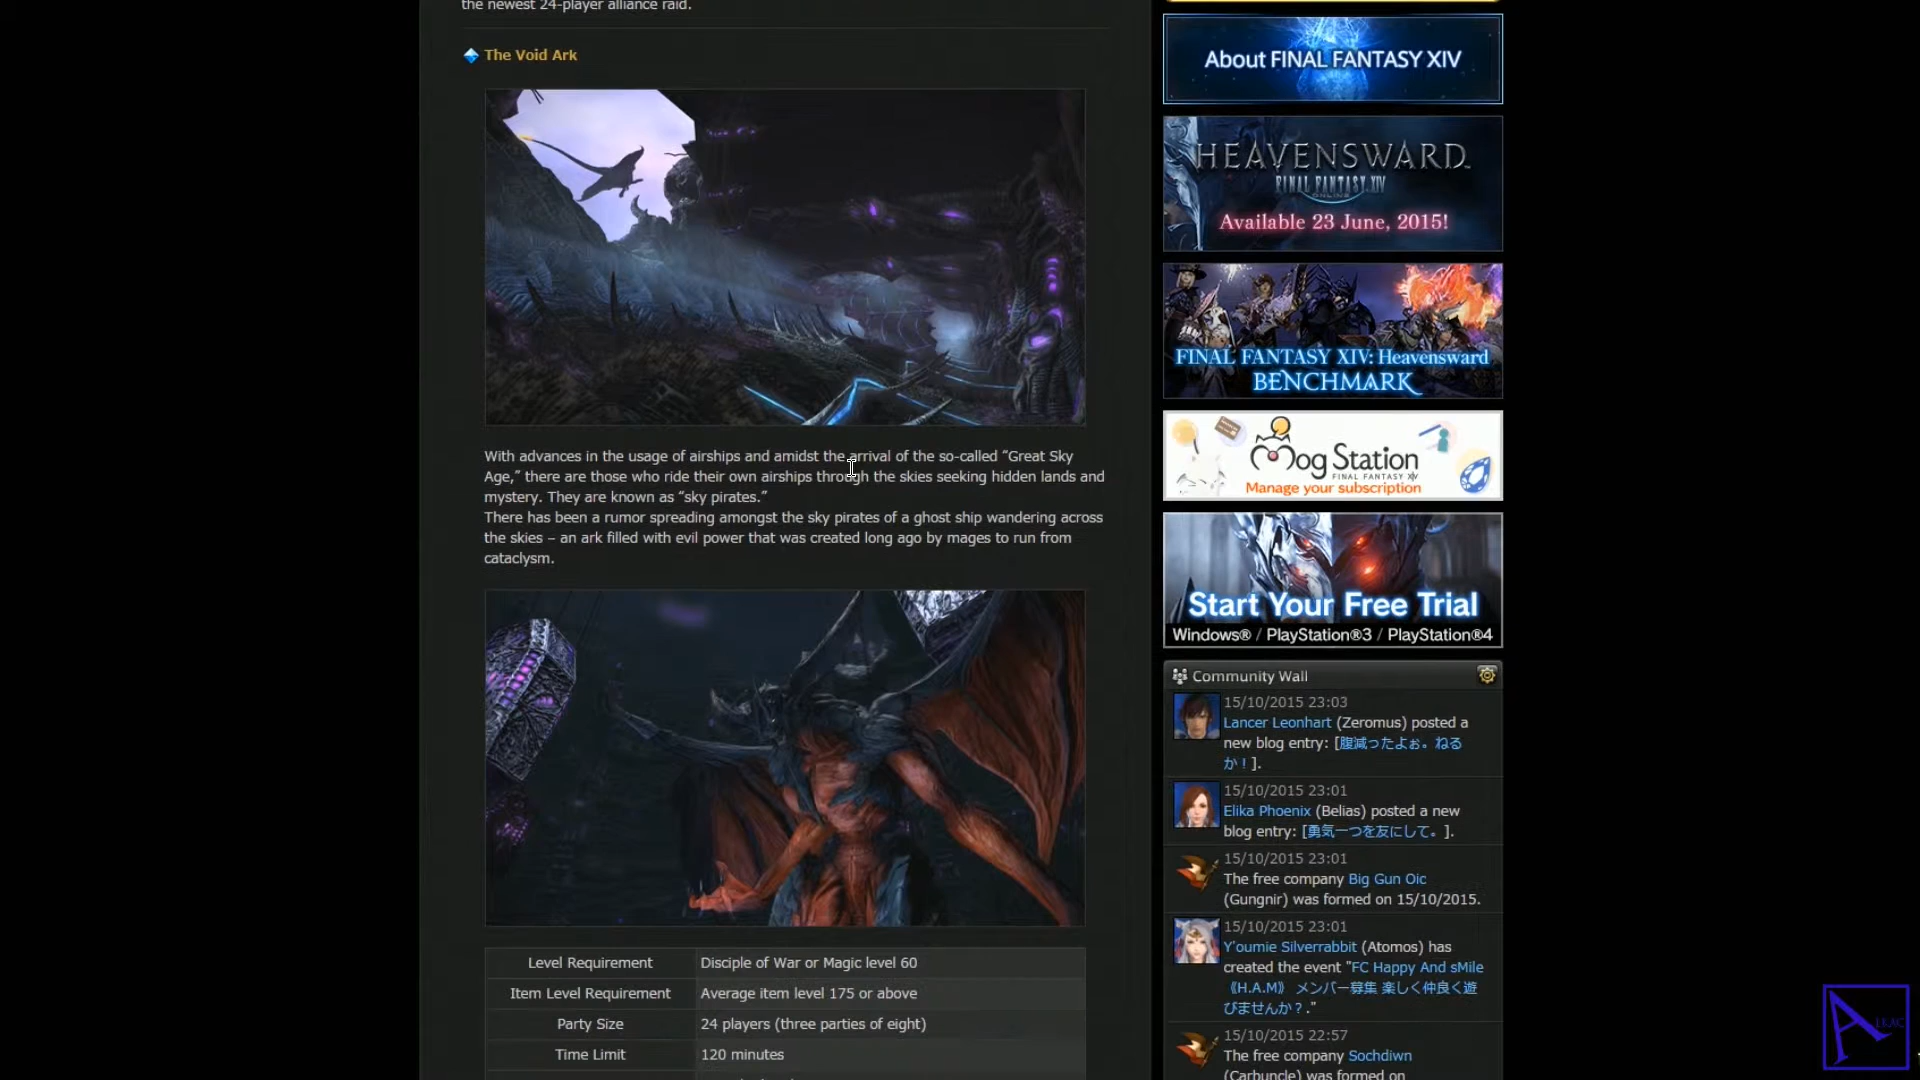 the newest 24-player alliance raid.
The Void Ark
With advances in the usage of airships and amidst the arrival of the so-called “Great Sky
Age,” there are those who ride their own airships through the skies seeking hidden lands and
mystery. They are known as “sky pirates.”
There has been a rumor spreading amongst the sky pirates of a ghost ship wandering across
the skies – an ark filled with evil power that was created long ago by mages to run from
cataclysm.
Level Requirement Disciple of War or Magic level 60
Item Level Requirement Average item level 175 or above
Party Size 24 players (three parties of eight)
Time Limit 120 minutes
About FINAL FANTASY XIV
HEAVENSWARD
FINAL FANTASY XIV
ONLINE
Available 23 June, 2015!
FINAL FANTASY XIV: Heavensward
BENCHMARK
Mog Station
FINAL FANTASY XIV
Manage your subscription
Start Your Free Trial
Windows® / PlayStation®3 / PlayStation®4
Community Wall
15/10/2015 23:03
Lancer Leonhart (Zeromus) posted a
new blog entry: [腹減ったよぉ。ねる
か！].
15/10/2015 23:01
Elika Phoenix (Belias) posted a new
blog entry: [勇気一つを友にして。].
15/10/2015 23:01
The free company Big Gun Oic
(Gungnir) was formed on 15/10/2015.
15/10/2015 23:01
Y'oumie Silverrabbit (Atomos) has
created the event "FC Happy And sMile
《H.A.M》 メンバー募集 楽しく仲良く遊
びませんか？."
15/10/2015 22:57
The free company Sochdiwn
(Carbuncle) was formed on
ALKAC